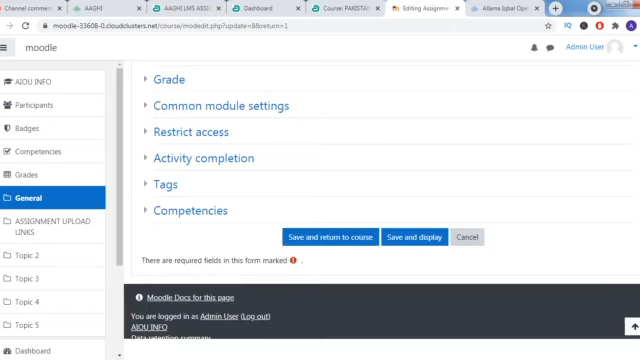 Channel comment
AAGHI
AAGHI LMS ASSI
Dashboard
Course: PAKISTAN
Editing Assignme
Allama Iqbal Ope
moodle-33608-0.cloudclusters.net/course/modedit.php?update=8&return=1
IQ
A
moodle
Admin User
AIOU INFO
Participants
Badges
Competencies
Grades
General
ASSIGNMENT UPLOAD
LINKS
Topic 2
Topic 3
Topic 4
Topic 5
Dashboard
Grade
Common module settings
Restrict access
Activity completion
Tags
Competencies
Save and return to course
Save and display
Cancel
There are required fields in this form marked .
Moodle Docs for this page
You are logged in as Admin User (Log out)
AIOU INFO
Data retention summary